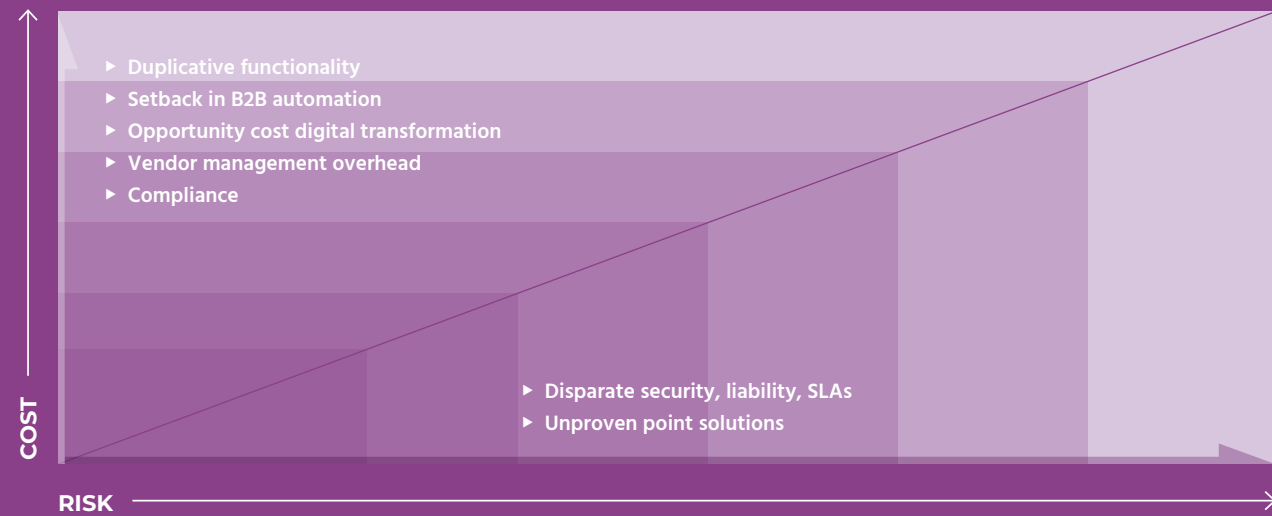 Duplicative functionality
Setback in B2B automation
Opportunity cost digital transformation
Vendor management overhead
Compliance
Disparate security, liability, SLAs
Unproven point solutions
COST
RISK